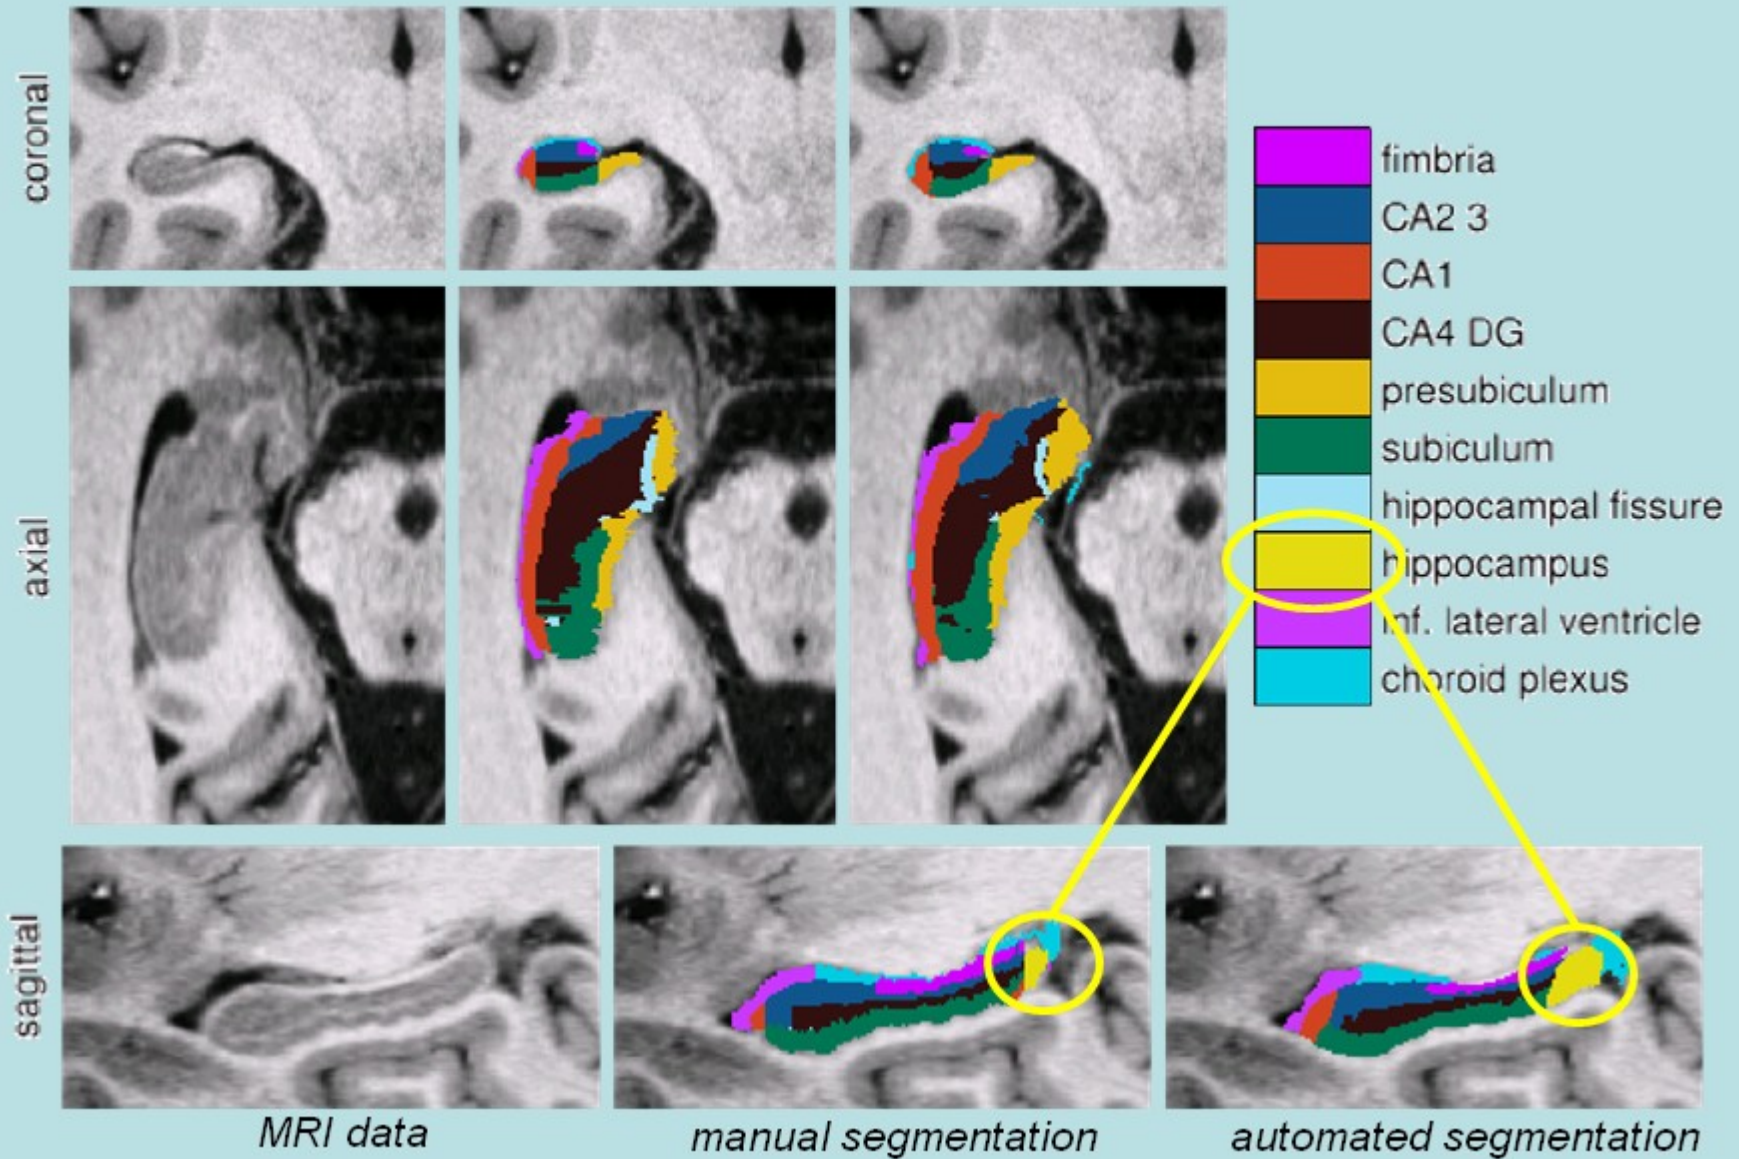 coronal
axial
sagittal
fimbria
CA2 3
CA1
CA4 DG
presubiculum
subiculum
hippocampal fissure
hippocampus
inf. lateral ventricle
choroid plexus
MRI data
manual segmentation
automated segmentation